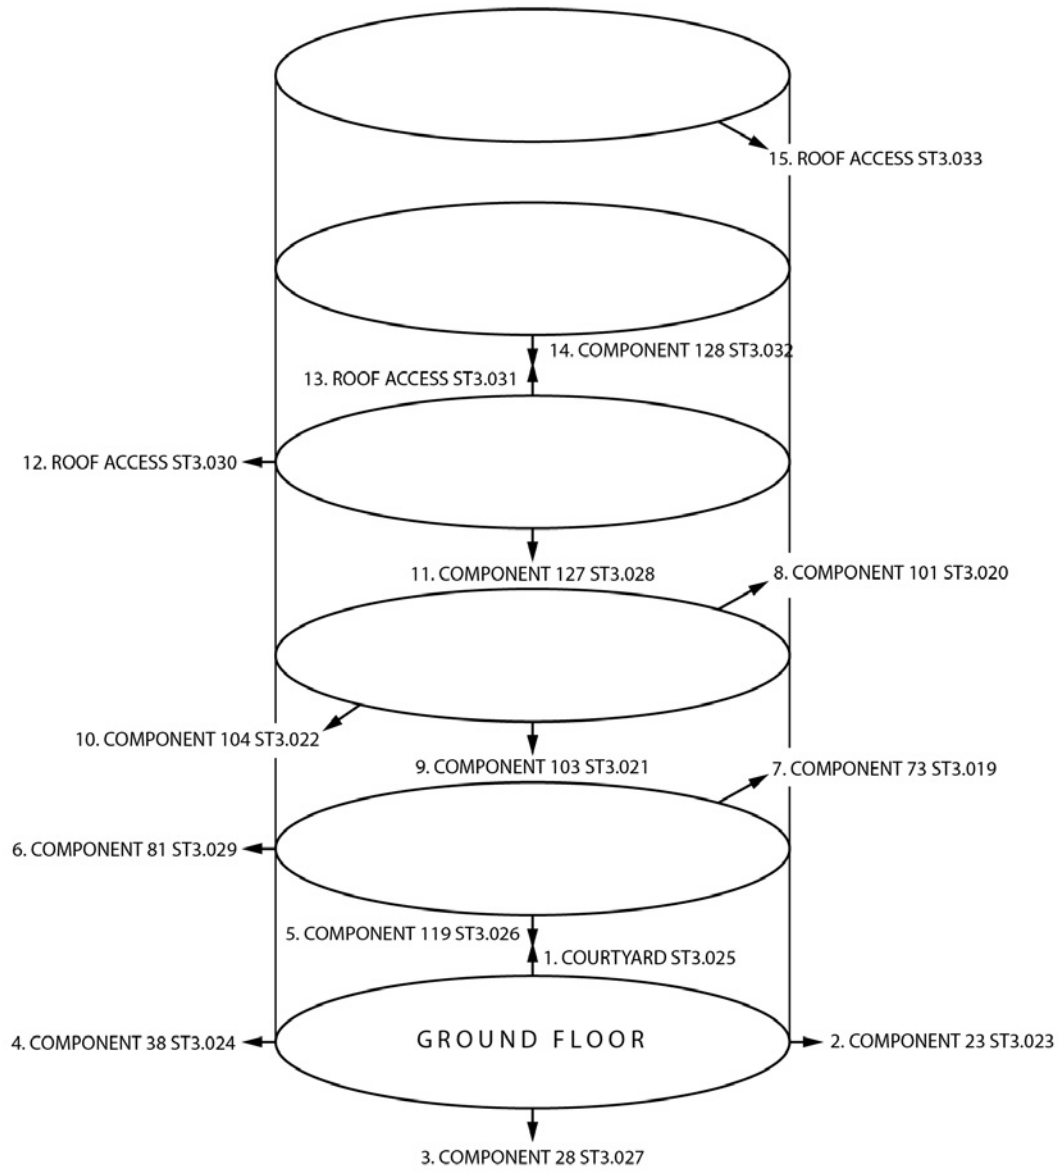 15. ROOF ACCESS ST3.033
14. COMPONENT 128 ST3.032
13. ROOF ACCESS ST3.031
12. ROOF ACCESS ST3.030
11. COMPONENT 127 ST3.028
8. COMPONENT 101 ST3.020
10. COMPONENT 104 ST3.022
9. COMPONENT 103 ST3.021
7. COMPONENT 73 ST3.019
6. COMPONENT 81 ST3.029
5. COMPONENT 119 ST3.026
1. COURTYARD ST3.025
GROUND FLOOR
4. COMPONENT 38 ST3.024
2. COMPONENT 23 ST3.023
3. COMPONENT 28 ST3.027